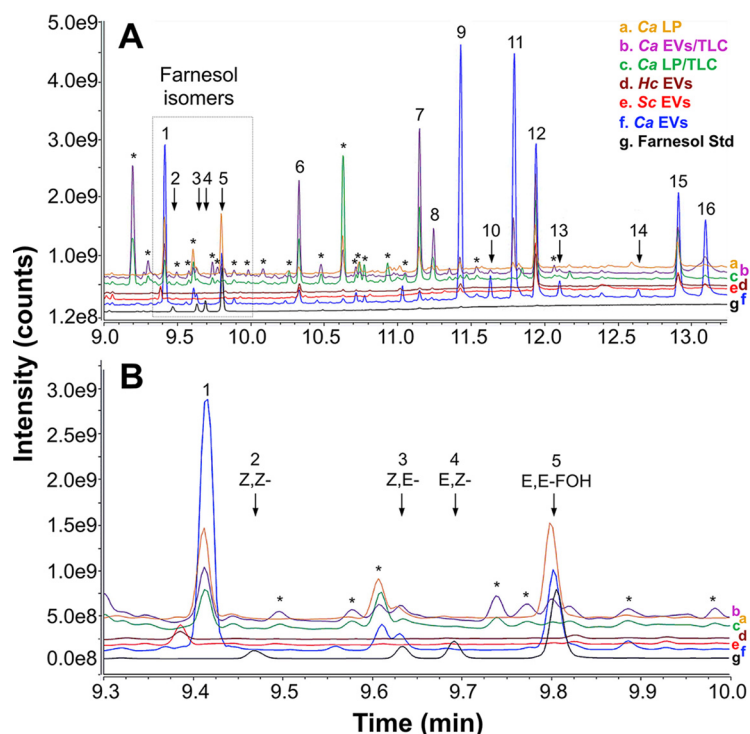 A
5.0e9
4.0e9
3.0e9
2.0e9
1.0e9
1.2e8
Farnesol
isomers
* 1 2 3 4 5 6 * 7 8 9 10 11 12 13 14 15 16
* * * * * * * * * * * * * * * *
a. Ca LP
b. Ca EVs/TLC
c. Ca LP/TLC
d. Hc EVs
e. Sc EVs
f. Ca EVs
g. Farnesol Std
a
b
c
d
e
f
g
9.0 9.5 10.0 10.5 11.0 11.5 12.0 12.5 13.0
Intensity (counts)
B
3.0e9
2.5e9
2.0e9
1.5e9
1.0e9
5.0e8
0.0e8
1 2 3 4 5
Z,Z- Z,E- E,Z- E,E-FOH
* * * * * * *
b a
c
d
e f
g
9.3 9.4 9.5 9.6 9.7 9.8 9.9 10.0
Time (min)